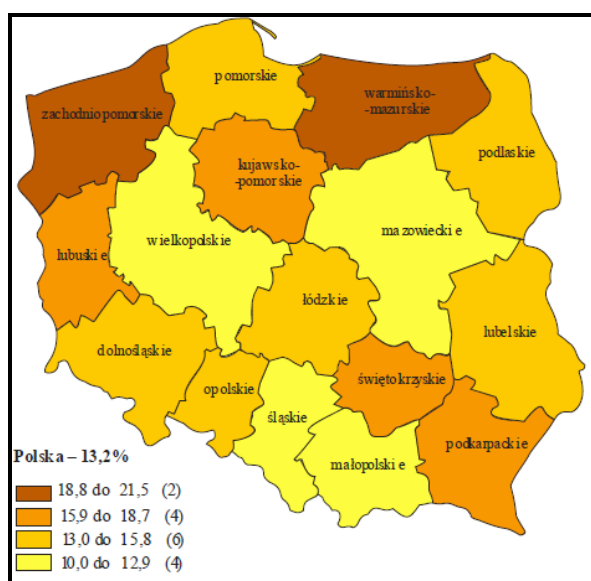 pomorskie
warmińsko-
-mazurskie
zachodniopomorskie
podlaskie
kujawsko-
-pomorskie
mazowieckie
wielkopolskie
lubuskie
łódzkie
lubelskie
dolnośląskie
opolskie
świętokrzyskie
śląskie
podkarpackie
małopolskie
Polska – 13,2%
18,8 do 21,5 (2)
15,9 do 18,7 (4)
13,0 do 15,8 (6)
10,0 do 12,9 (4)